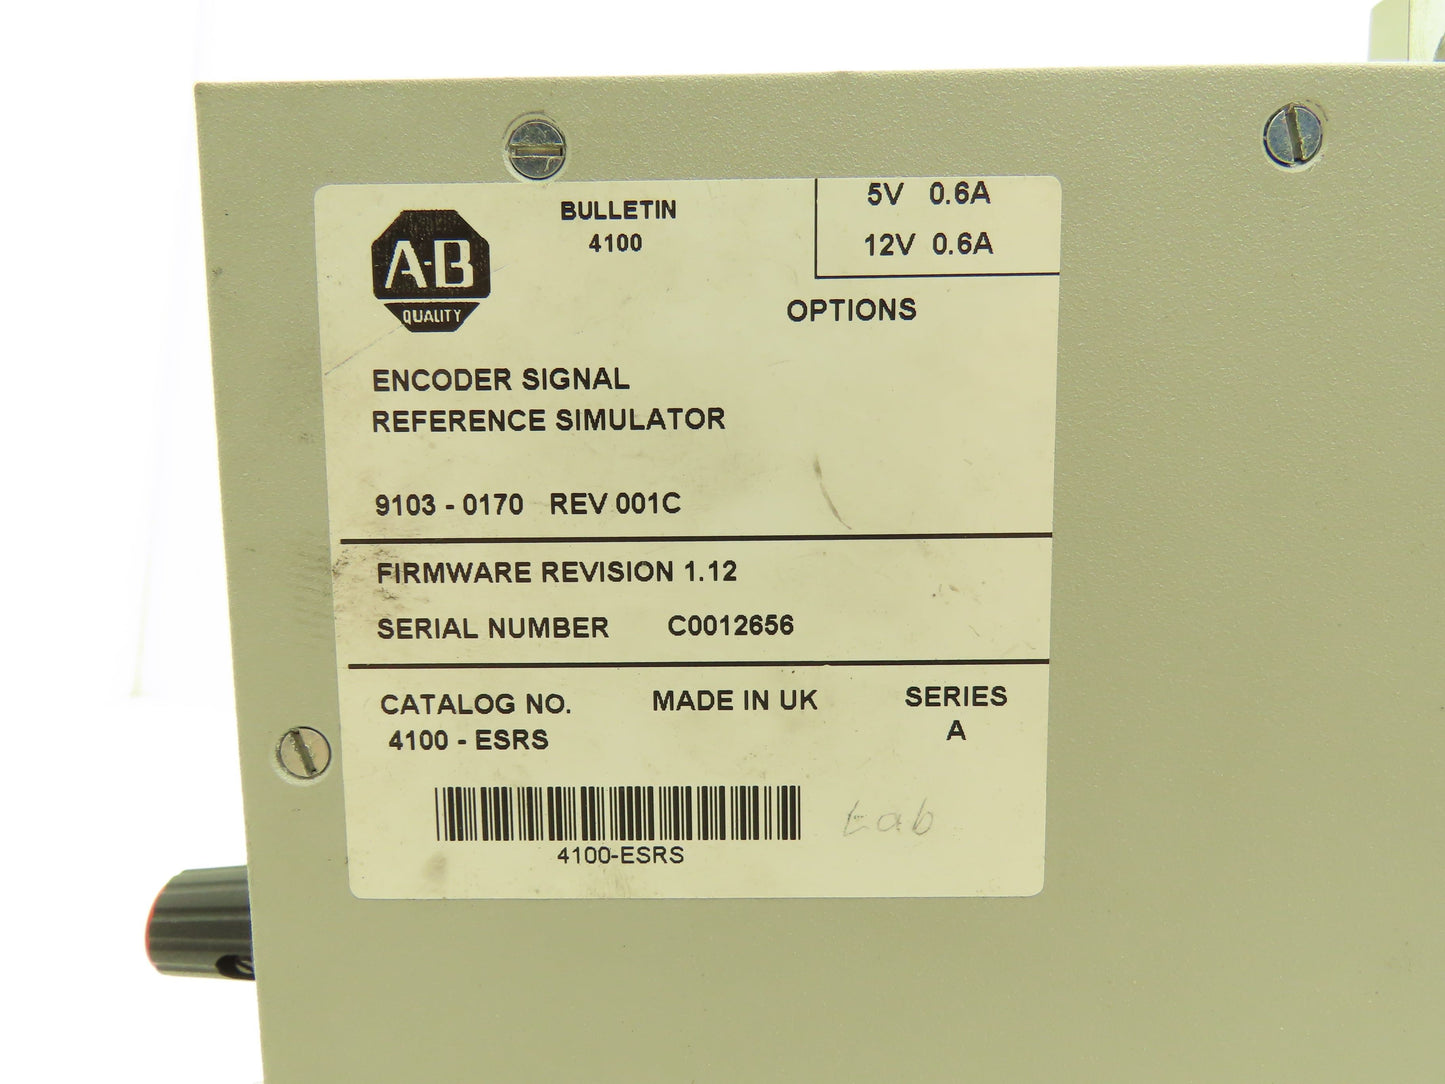 A-B
QUALITY
BULLETIN
4100
5V 0.6A
12V 0.6A
OPTIONS
ENCODER SIGNAL
REFERENCE SIMULATOR
9103 - 0170 REV 001C
FIRMWARE REVISION 1.12
SERIAL NUMBER C0012656
CATALOG NO. MADE IN UK SERIES
4100 - ESRS A
4100-ESRS
Lab